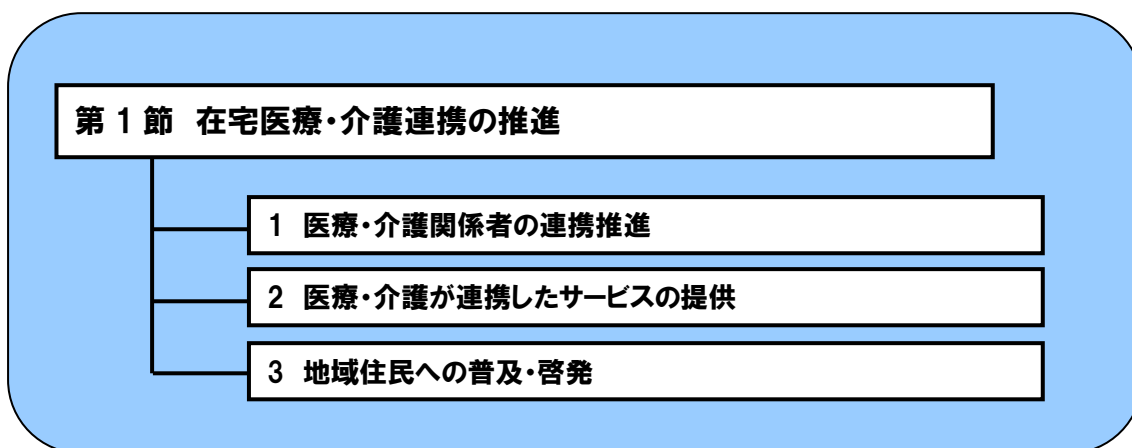 第1節 在宅医療・介護連携の推進
1 医療・介護関係者の連携推進
2 医療・介護が連携したサービスの提供
3 地域住民への普及・啓発